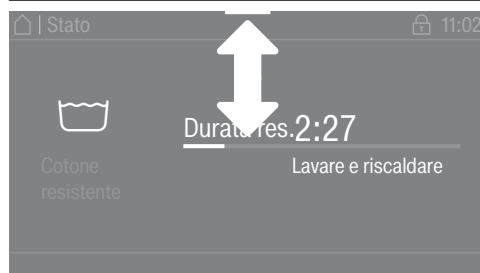 | Stato 11:02
Durata res. 2:27
Lavare e riscaldare
Cotone
resistente